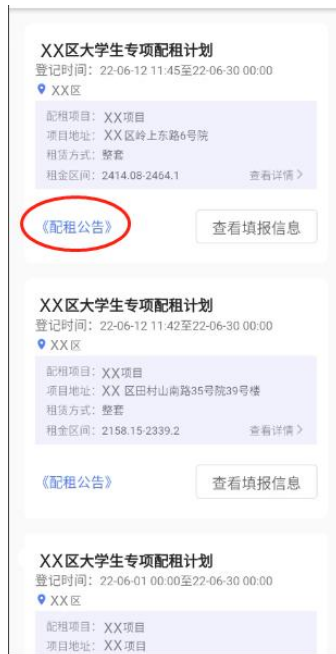 XX区大学生专项配租计划
登记时间：22-06-12 11:45至22-06-30 00:00
XX区
配租项目：XX项目
项目地址：XX区岭上东路6号院
租赁方式：整套
租金区间：2414.08-2464.1 查看详情>
《配租公告》 查看填报信息
XX区大学生专项配租计划
登记时间：22-06-12 11:42至22-06-30 00:00
XX区
配租项目：XX项目
项目地址：XX 区田村山南路35号院39号楼
租赁方式：整套
租金区间：2158.15-2339.2 查看详情>
《配租公告》 查看填报信息
XX区大学生专项配租计划
登记时间：22-06-01 00:00至22-06-30 00:00
XX区
配租项目：XX项目
项目地址：XX项目